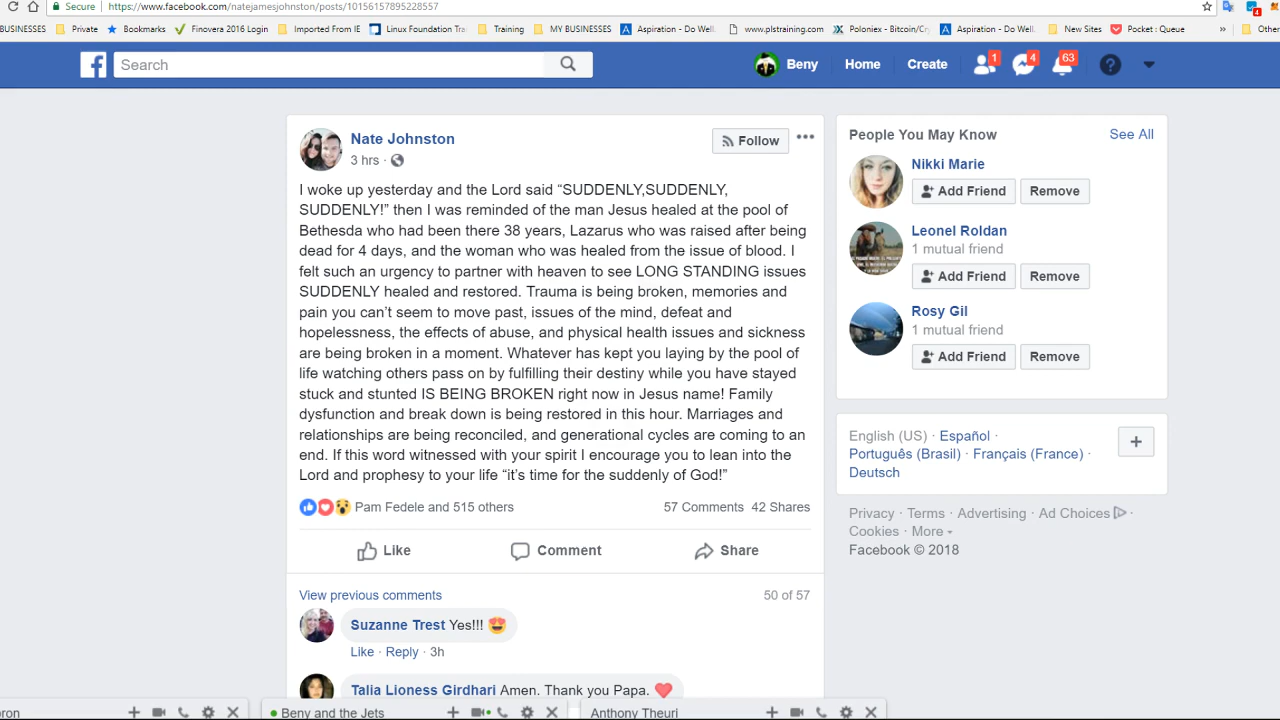 Secure
https://www.facebook.com/natejamesjohnston/posts/10156157895228557
BUSINESSES Private Bookmarks Finovera 2016 Login Imported From IE Linux Foundation Tra Training MY BUSINESSES Aspiration - Do Well. www.plstraining.com Poloniex - Bitcoin/Cr Aspiration - Do Well. New Sites Pocket : Queue » Other
Search
Beny Home Create 1 4 63
Nate Johnston
3 hrs ·
Follow
I woke up yesterday and the Lord said “SUDDENLY,SUDDENLY,
SUDDENLY!” then I was reminded of the man Jesus healed at the pool of
Bethesda who had been there 38 years, Lazarus who was raised after being
dead for 4 days, and the woman who was healed from the issue of blood. I
felt such an urgency to partner with heaven to see LONG STANDING issues
SUDDENLY healed and restored. Trauma is being broken, memories and
pain you can’t seem to move past, issues of the mind, defeat and
hopelessness, the effects of abuse, and physical health issues and sickness
are being broken in a moment. Whatever has kept you laying by the pool of
life watching others pass on by fulfilling their destiny while you have stayed
stuck and stunted IS BEING BROKEN right now in Jesus name! Family
dysfunction and break down is being restored in this hour. Marriages and
relationships are being reconciled, and generational cycles are coming to an
end. If this word witnessed with your spirit I encourage you to lean into the
Lord and prophesy to your life “it’s time for the suddenly of God!”
Pam Fedele and 515 others
57 Comments 42 Shares
Like Comment Share
View previous comments
50 of 57
Suzanne Trest Yes!!! 😍
Like · Reply · 3h
Talia Lioness Girdhari Amen. Thank you Papa. ❤
People You May Know
See All
Nikki Marie
Add Friend Remove
Leonel Roldan
1 mutual friend
Add Friend Remove
Rosy Gil
1 mutual friend
Add Friend Remove
English (US) · Español ·
Português (Brasil) · Français (France) ·
Deutsch
Privacy · Terms · Advertising · Ad Choices ·
Cookies · More
Facebook © 2018
Beny and the Jets
Anthony Theuri